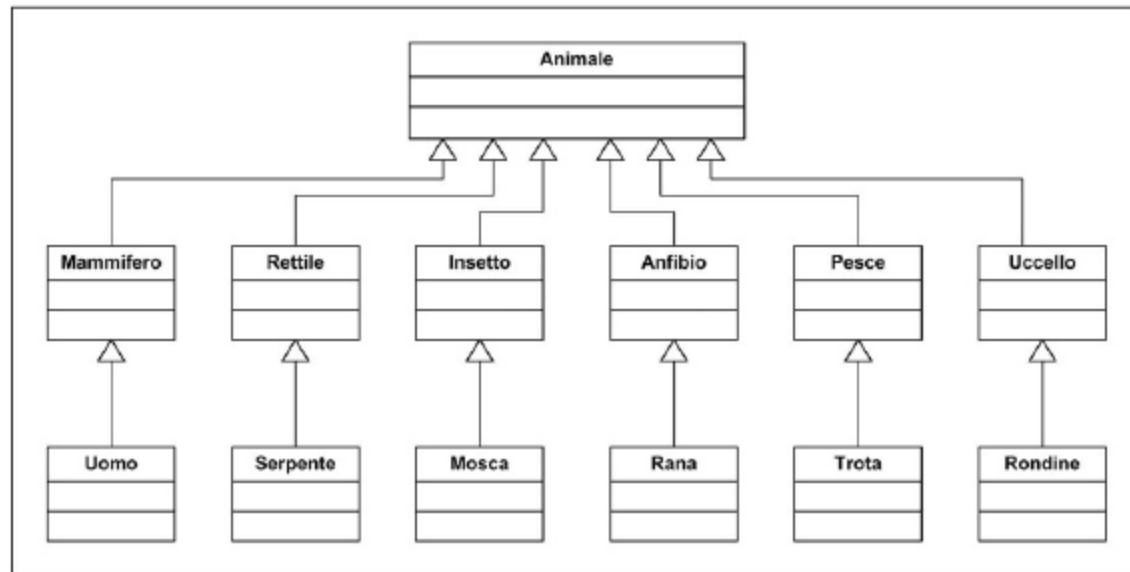 Animale
Mammifero
Rettile
Insetto
Anfibio
Pesce
Uccello
Uomo
Serpente
Mosca
Rana
Trota
Rondine